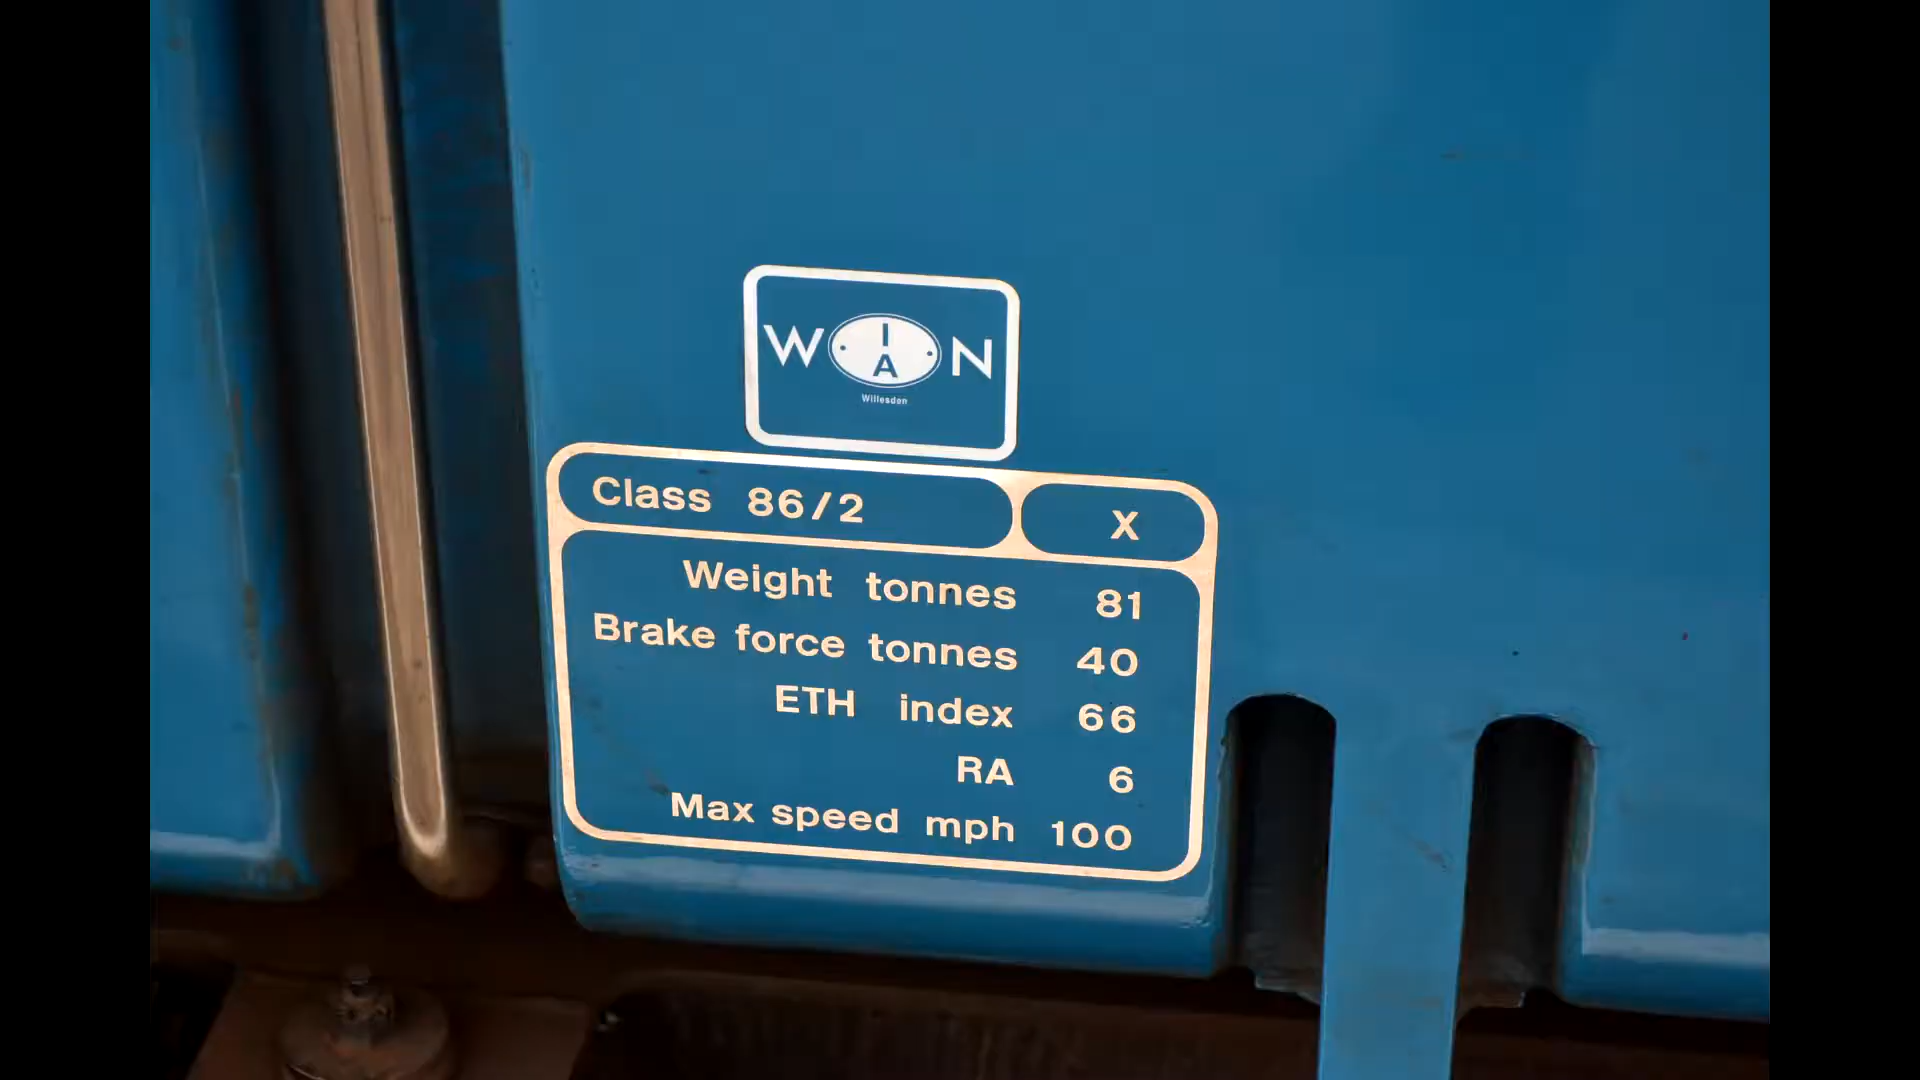 W I N
A
Willesden
Class 86/2 X
Weight tonnes 81
Brake force tonnes 40
ETH index 66
RA 6
Max speed mph 100